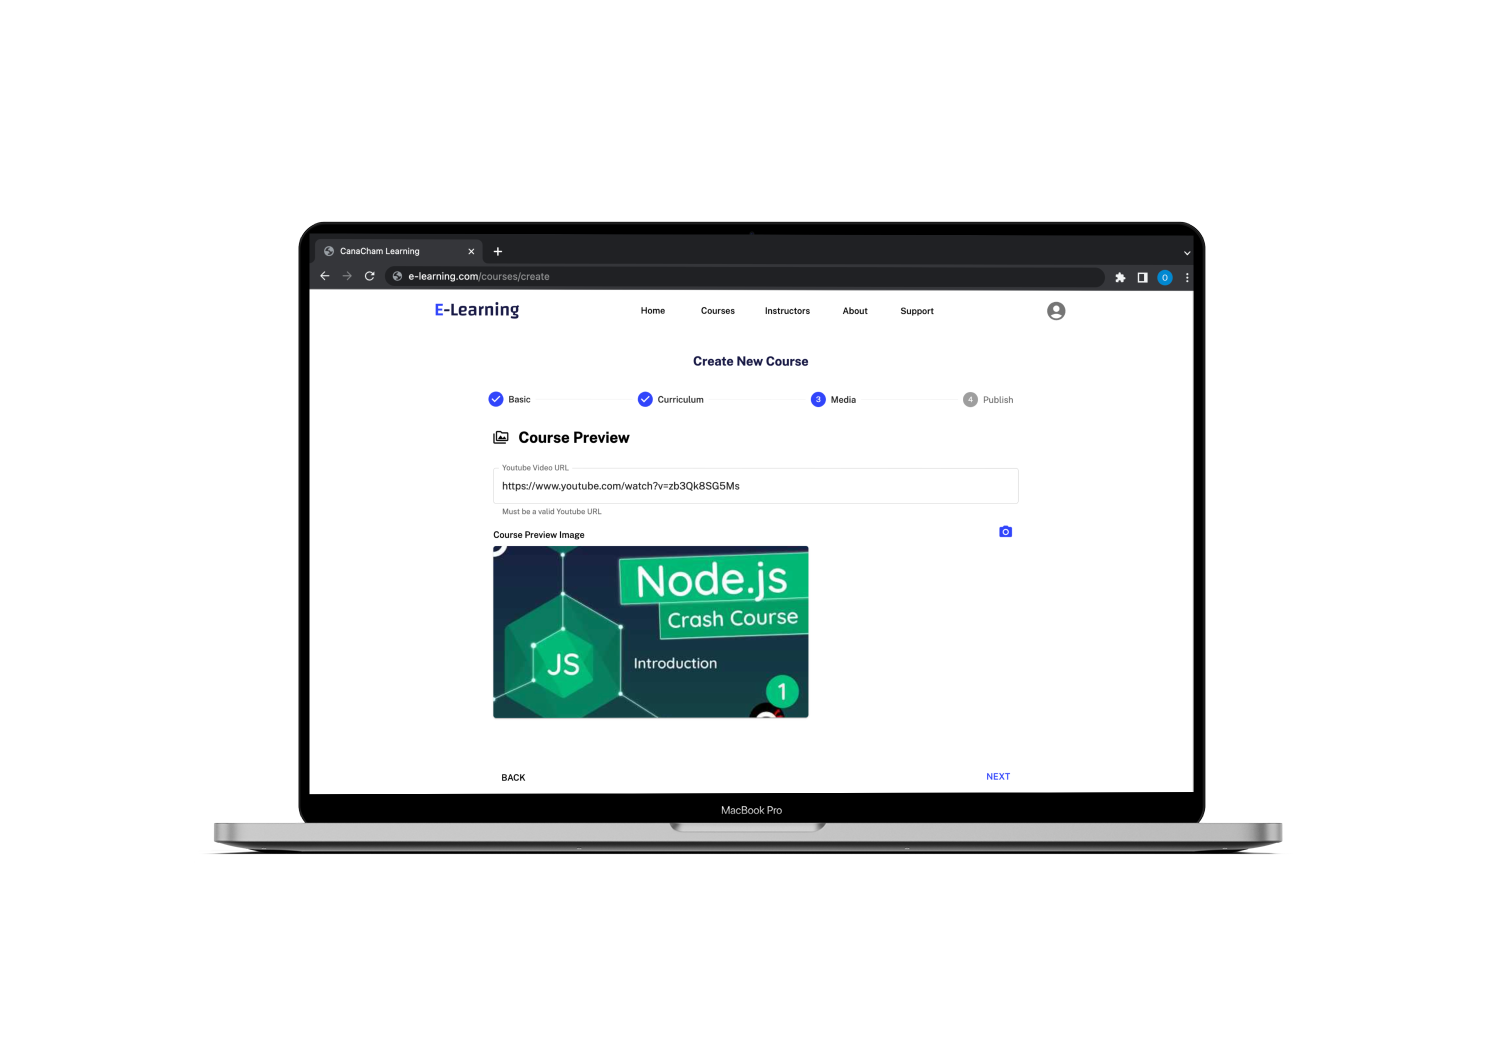 CanaCham Learning
e-learning.com/courses/create
O
E-Learning
Home Courses Instructors About Support
Create New Course
Basic Curriculum 3 Media 4 Publish
Course Preview
Youtube Video URL
https://www.youtube.com/watch?v=zb3Qk8SG5Ms
Must be a valid Youtube URL
Course Preview Image
Node.js
Crash Course
JS
Introduction
1
BACK NEXT
MacBook Pro